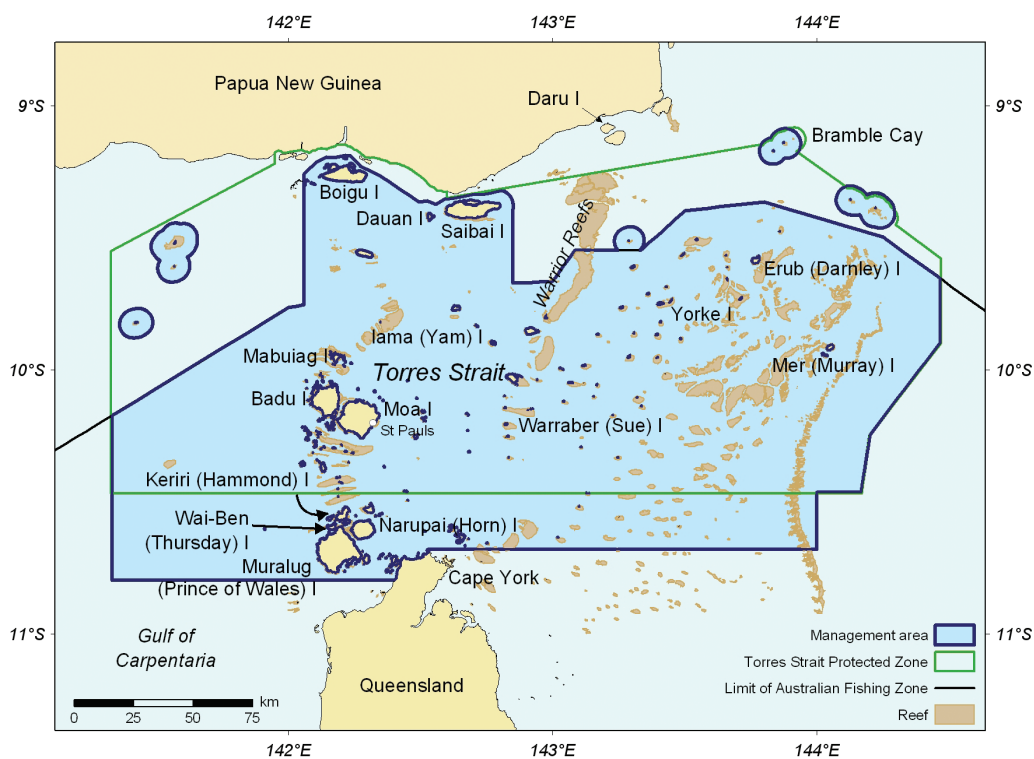 142°E 143°E 144°E
9°S 9°S
Papua New Guinea
Daru I
Bramble Cay
Boigu I
Dauan I
Saibai I
Warrior Reefs
Erub (Darnley) I
Yorke I
Iama (Yam) I
Mabuiag I
10°S 10°S
Torres Strait
Mer (Murray) I
Badu I
Moa I
St Pauls
Warraber (Sue) I
Keriri (Hammond) I
Wai-Ben
(Thursday) I
Narupai (Horn) I
Muralug
(Prince of Wales) I
Cape York
11°S 11°S
Gulf of
Carpentaria
Queensland
Management area
Torres Strait Protected Zone
Limit of Australian Fishing Zone
Reef
km
0 25 50 75
142°E 143°E 144°E